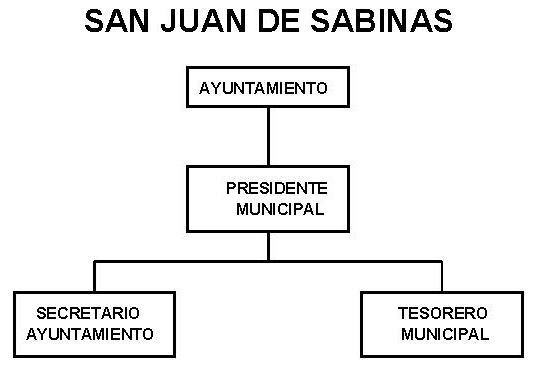 SAN JUAN DE SABINAS
AYUNTAMIENTO
PRESIDENTE
MUNICIPAL
SECRETARIO
AYUNTAMIENTO
TESORERO
MUNICIPAL